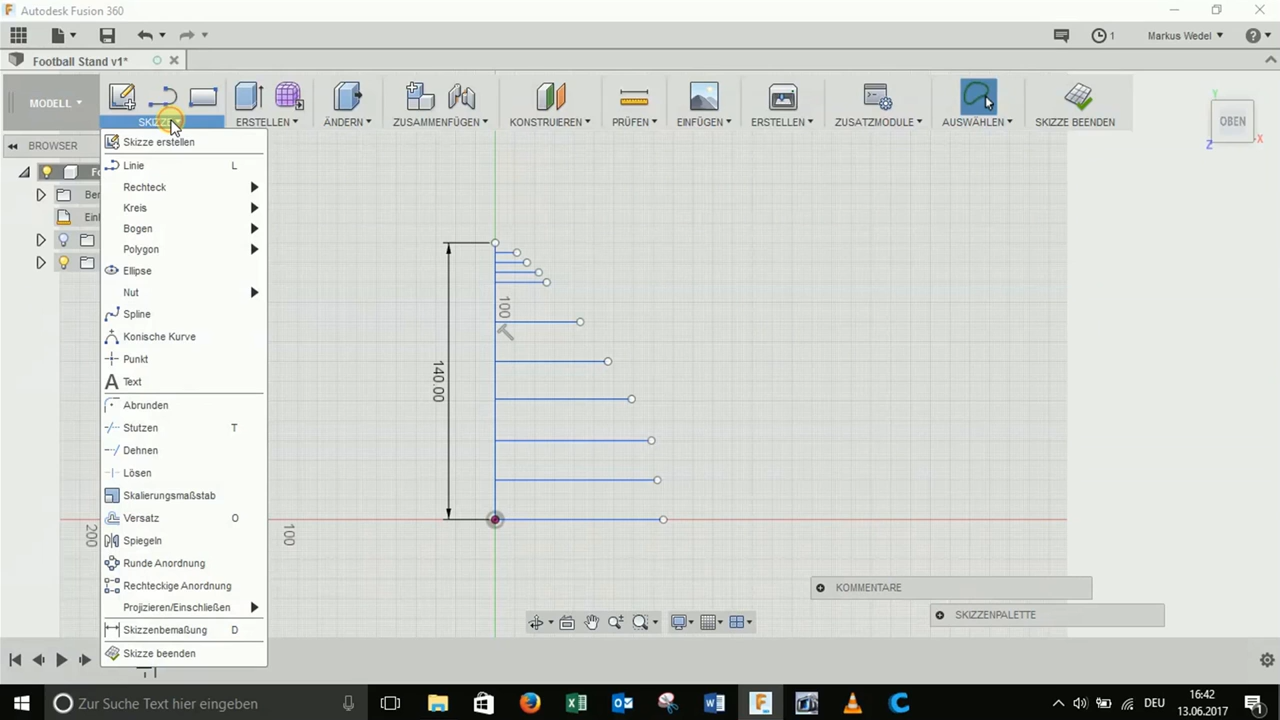 Autodesk Fusion 360
1
Markus Wedel
Football Stand v1*
MODELL
SKIZZE
ERSTELLEN
ÄNDERN
ZUSAMMENFÜGEN
KONSTRUIEREN
PRÜFEN
EINFÜGEN
ERSTELLEN
ZUSATZMODULE
AUSWÄHLEN
SKIZZE BEENDEN
Y
OBEN
Z
X
BROWSER
Skizze erstellen
Linie L
Rechteck
Kreis
Bogen
Polygon
Ellipse
Nut
Spline
Konische Kurve
Punkt
Text
Abrunden
Stutzen T
Dehnen
Lösen
Skalierungsmaßstab
Versatz O
Spiegeln
Runde Anordnung
Rechteckige Anordnung
Projizieren/Einschließen
Skizzenbemaßung D
Skizze beenden
100
140.00
200
100
KOMMENTARE
SKIZZENPALETTE
Zur Suche Text hier eingeben
DEU
16:42
13.06.2017
1